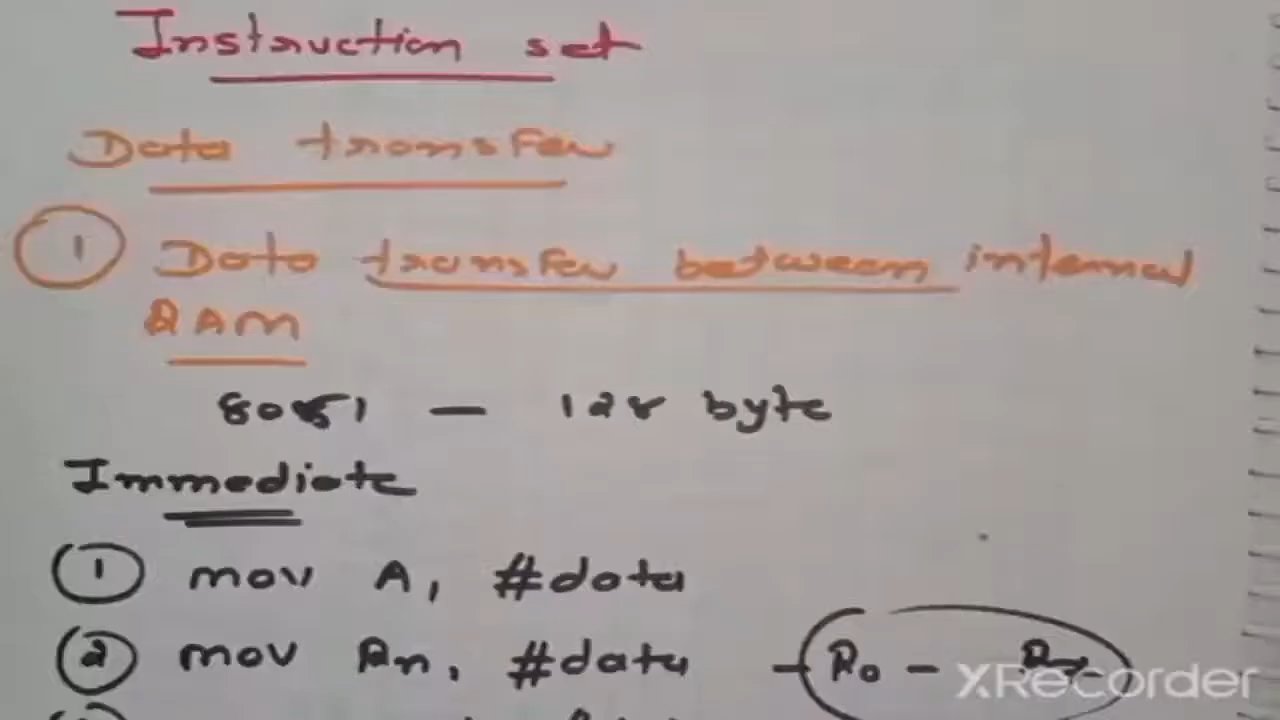 Instruction set
Data transfer
① Data transfer between internal
RAM
8051 — 128 byte
Immediate
① mov A, #data
② mov Rn, #data - R0 - R7
XRecorder